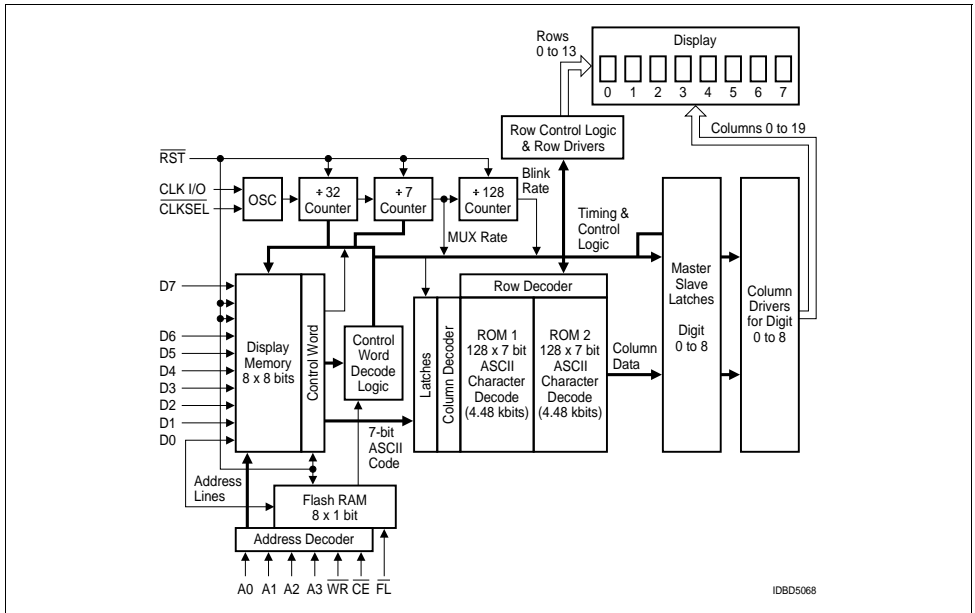 Rows
0 to 13
Display
0 1 2 3 4 5 6 7
Row Control Logic
& Row Drivers
Columns 0 to 19
R̅S̅T̅
CLK I/O
C̅L̅K̅S̅E̅L̅
OSC
÷ 32
Counter
÷ 7
Counter
÷ 128
Counter
Blink
Rate
MUX Rate
Timing &
Control
Logic
D7
D6
D5
D4
D3
D2
D1
D0
Display
Memory
8 x 8 bits
Control Word
Control
Word
Decode
Logic
7-bit
ASCII
Code
Latches
Column Decoder
Row Decoder
ROM 1
128 x 7 bit
ASCII
Character
Decode
(4.48 kbits)
ROM 2
128 x 7 bit
ASCII
Character
Decode
(4.48 kbits)
Column
Data
Master
Slave
Latches
Digit
0 to 8
Column
Drivers
for Digit
0 to 8
Address
Lines
Flash RAM
8 x 1 bit
Address Decoder
A0 A1 A2 A3 W̅R̅ C̅E̅ F̅L̅
IDBD5068